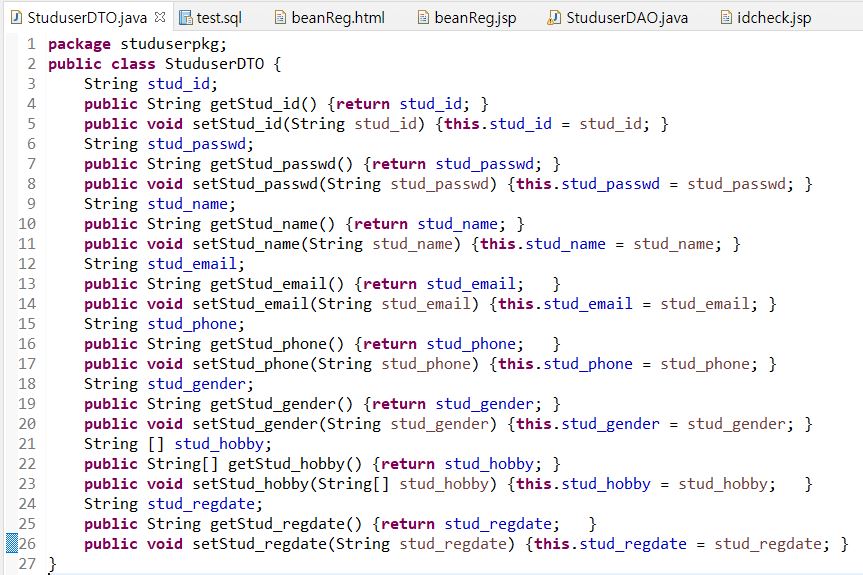 StuduserDTO.java test.sql beanReg.html beanReg.jsp StuduserDAO.java idcheck.jsp
1 package studuserpkg;
2 public class StuduserDTO {
3 String stud_id;
4 public String getStud_id() {return stud_id; }
5 public void setStud_id(String stud_id) {this.stud_id = stud_id; }
6 String stud_passwd;
7 public String getStud_passwd() {return stud_passwd; }
8 public void setStud_passwd(String stud_passwd) {this.stud_passwd = stud_passwd; }
9 String stud_name;
10 public String getStud_name() {return stud_name; }
11 public void setStud_name(String stud_name) {this.stud_name = stud_name; }
12 String stud_email;
13 public String getStud_email() {return stud_email; }
14 public void setStud_email(String stud_email) {this.stud_email = stud_email; }
15 String stud_phone;
16 public String getStud_phone() {return stud_phone; }
17 public void setStud_phone(String stud_phone) {this.stud_phone = stud_phone; }
18 String stud_gender;
19 public String getStud_gender() {return stud_gender; }
20 public void setStud_gender(String stud_gender) {this.stud_gender = stud_gender; }
21 String [] stud_hobby;
22 public String[] getStud_hobby() {return stud_hobby; }
23 public void setStud_hobby(String[] stud_hobby) {this.stud_hobby = stud_hobby; }
24 String stud_regdate;
25 public String getStud_regdate() {return stud_regdate; }
26 public void setStud_regdate(String stud_regdate) {this.stud_regdate = stud_regdate; }
27 }